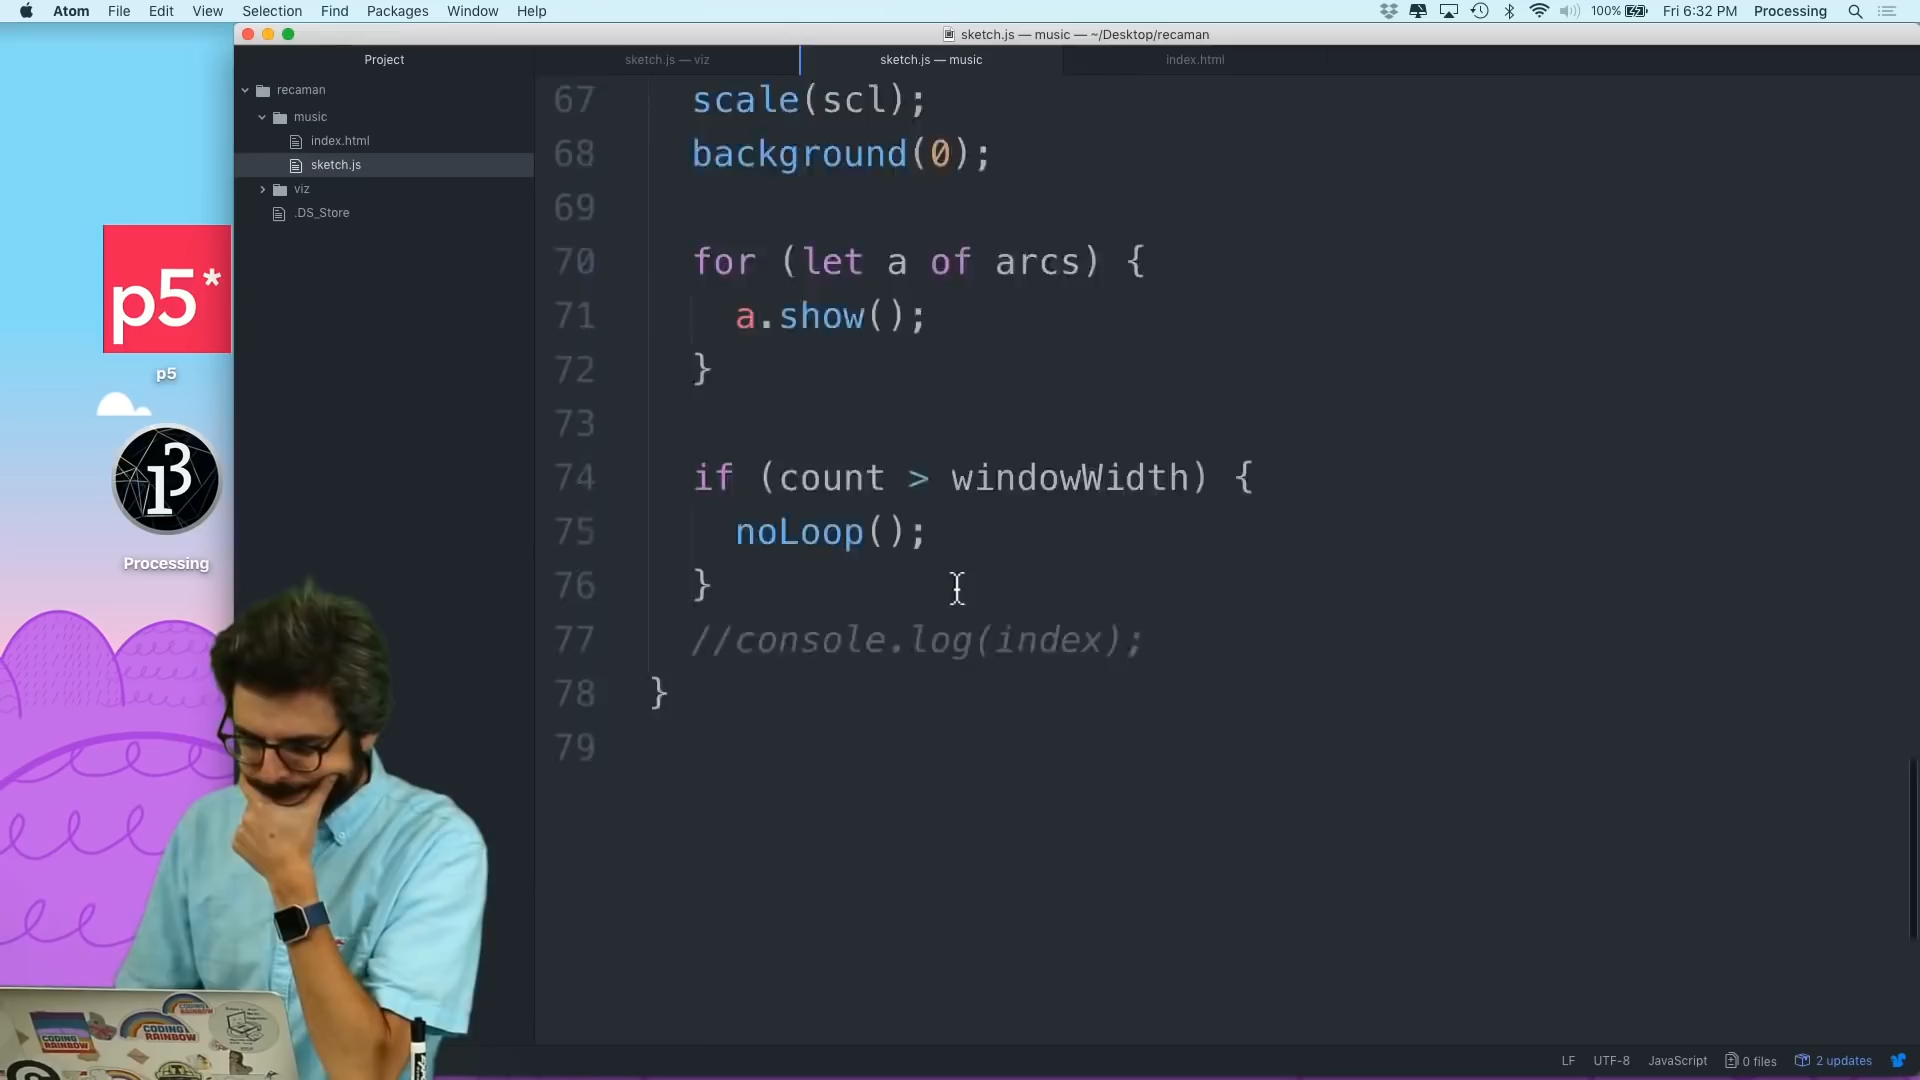 Atom File Edit View Selection Find Packages Window Help 100% Fri 6:32 PM Processing
sketch.js — music — ~/Desktop/recaman
Project sketch.js — viz sketch.js — music index.html
recaman
music
index.html
sketch.js
viz
.DS_Store
p5*
p5
Processing
67 scale(scl);
68 background(0);
69
70 for (let a of arcs) {
71 a.show();
72 }
73
74 if (count > windowWidth) {
75 noLoop();
76 }
77 //console.log(index);
78 }
79
CODING RAINBOW
CODING RAINBOW
LF UTF-8 JavaScript 0 files 2 updates